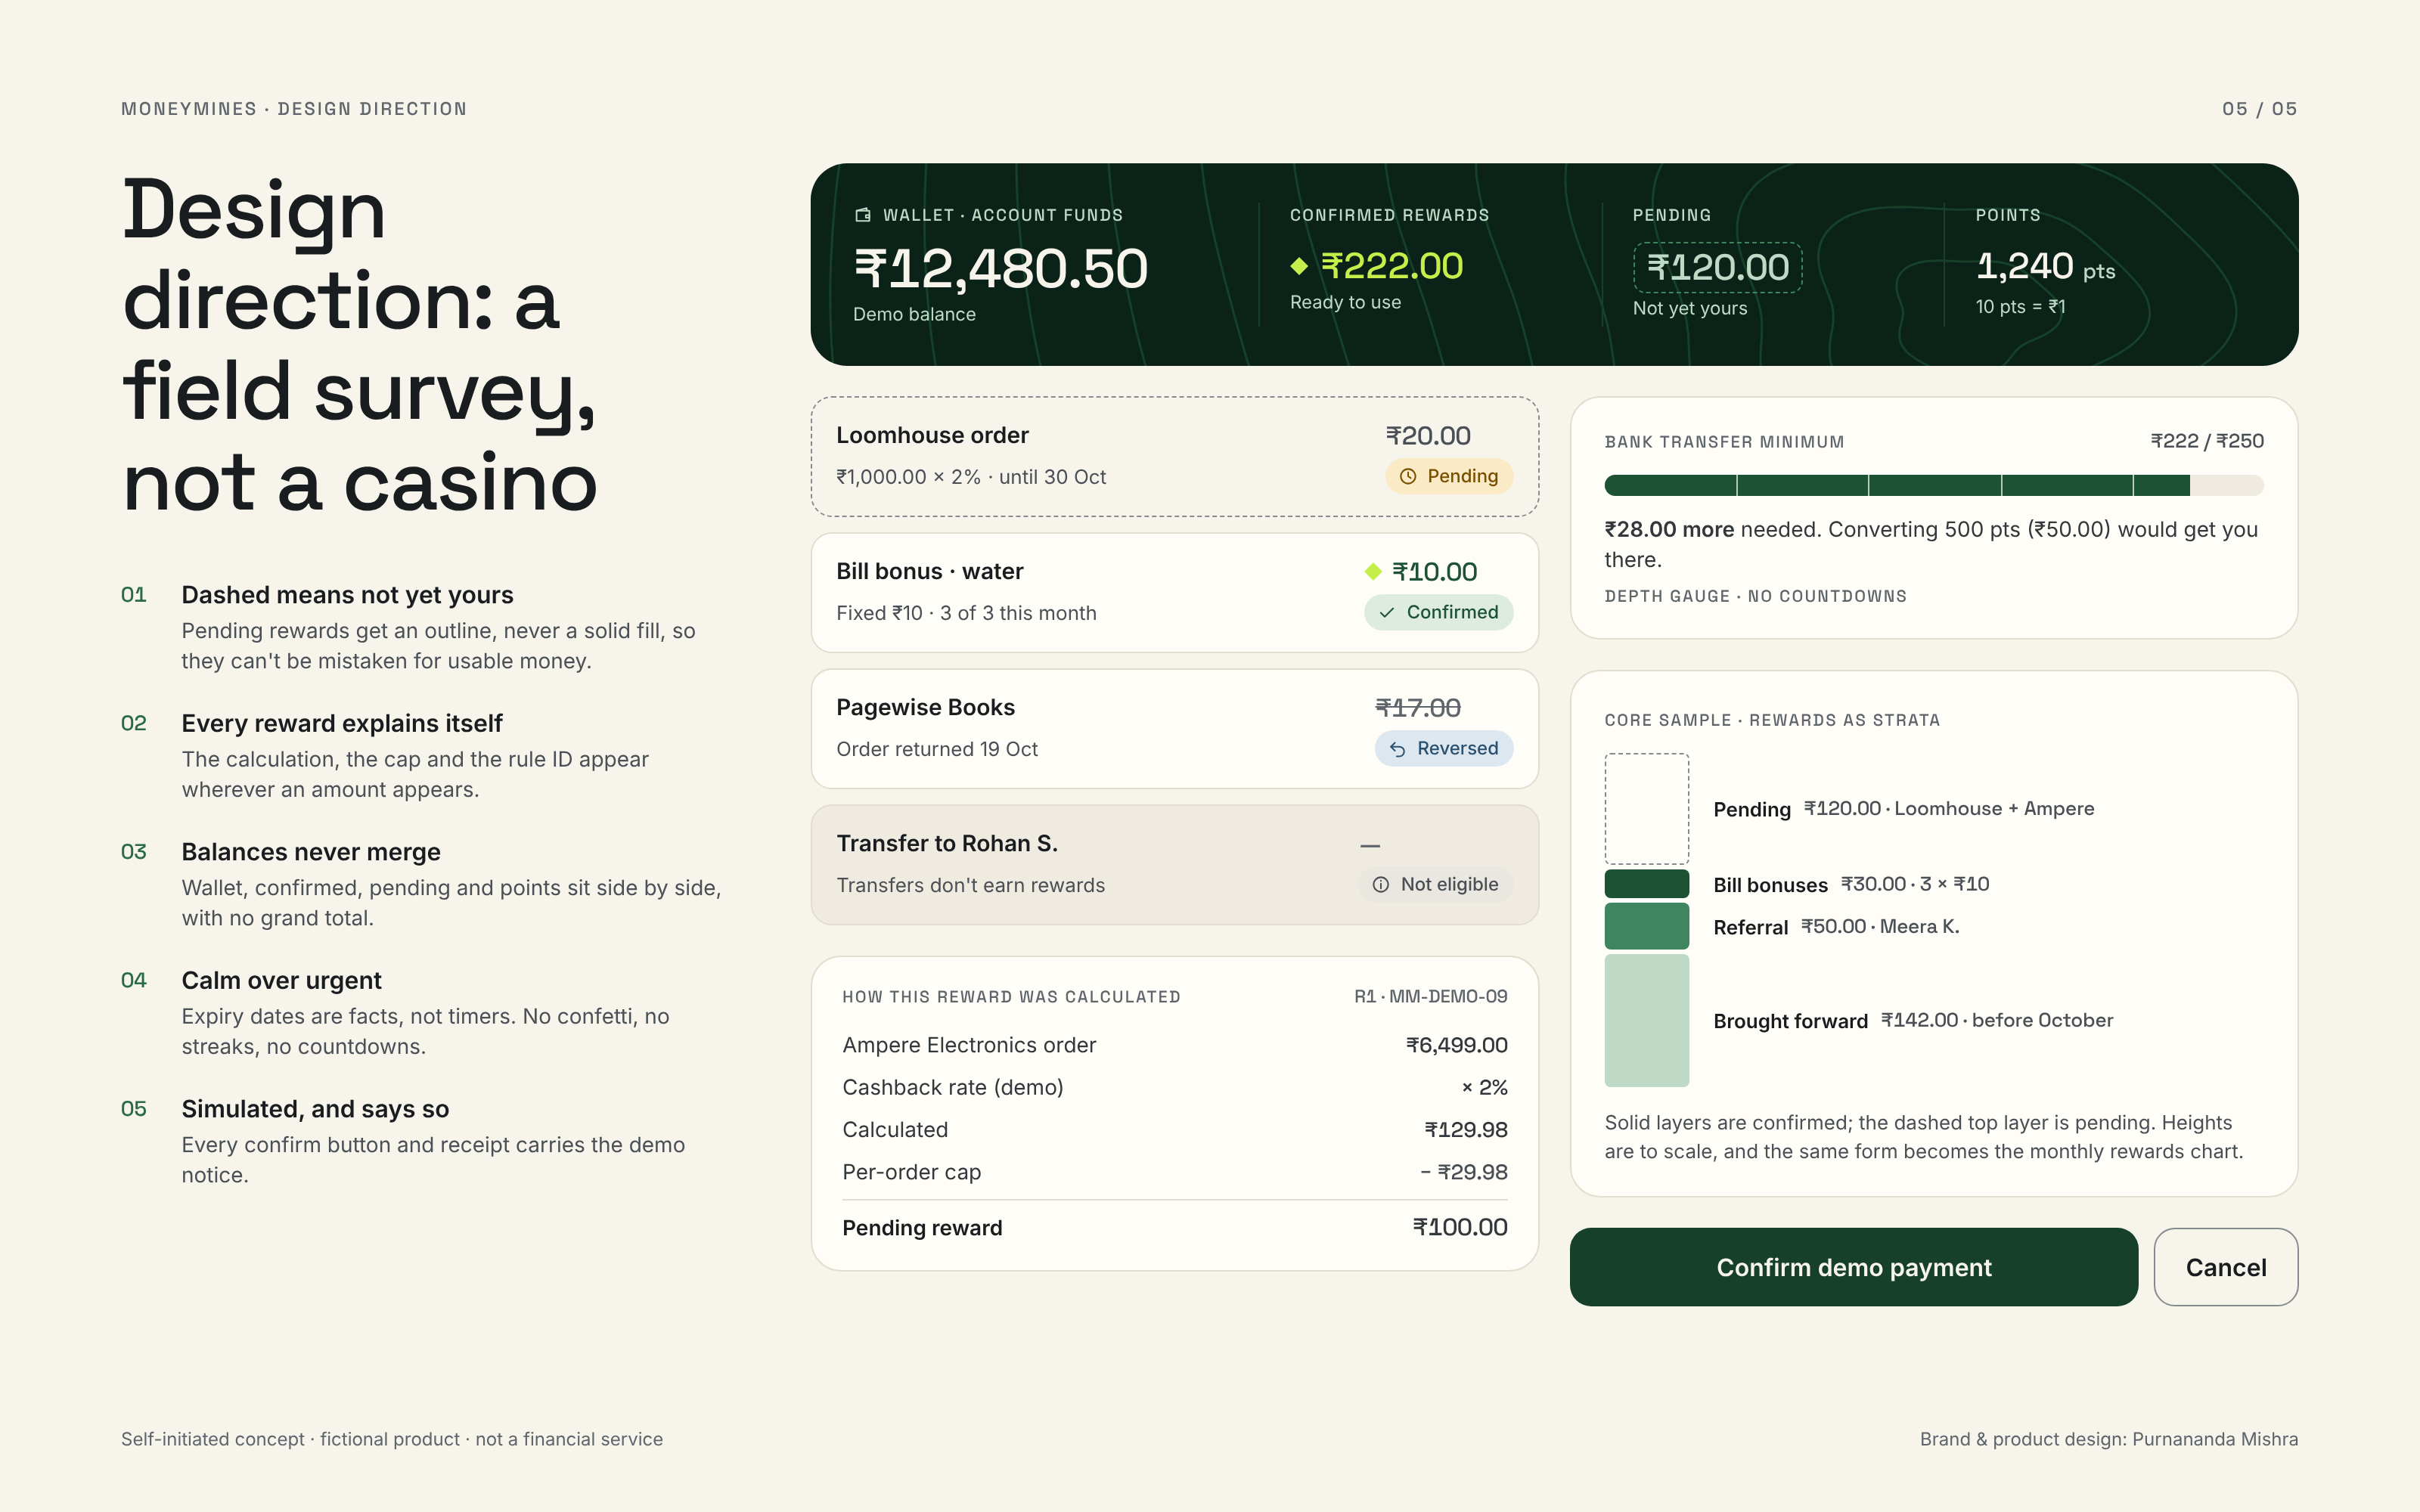 MONEYMINES · DESIGN DIRECTION
05 / 05
Design
direction: a
field survey,
not a casino
01 Dashed means not yet yours
Pending rewards get an outline, never a solid fill, so
they can't be mistaken for usable money.
02 Every reward explains itself
The calculation, the cap and the rule ID appear
wherever an amount appears.
03 Balances never merge
Wallet, confirmed, pending and points sit side by side,
with no grand total.
04 Calm over urgent
Expiry dates are facts, not timers. No confetti, no
streaks, no countdowns.
05 Simulated, and says so
Every confirm button and receipt carries the demo
notice.
WALLET · ACCOUNT FUNDS
₹12,480.50
Demo balance
CONFIRMED REWARDS
₹222.00
Ready to use
PENDING
₹120.00
Not yet yours
POINTS
1,240 pts
10 pts = ₹1
Loomhouse order ₹20.00
₹1,000.00 × 2% · until 30 Oct Pending
Bill bonus · water ₹10.00
Fixed ₹10 · 3 of 3 this month Confirmed
Pagewise Books ₹17.00
Order returned 19 Oct Reversed
Transfer to Rohan S. —
Transfers don't earn rewards Not eligible
HOW THIS REWARD WAS CALCULATED R1 · MM-DEMO-09
Ampere Electronics order ₹6,499.00
Cashback rate (demo) × 2%
Calculated ₹129.98
Per-order cap − ₹29.98
Pending reward ₹100.00
BANK TRANSFER MINIMUM ₹222 / ₹250
₹28.00 more needed. Converting 500 pts (₹50.00) would get you
there.
DEPTH GAUGE · NO COUNTDOWNS
CORE SAMPLE · REWARDS AS STRATA
Pending ₹120.00 · Loomhouse + Ampere
Bill bonuses ₹30.00 · 3 × ₹10
Referral ₹50.00 · Meera K.
Brought forward ₹142.00 · before October
Solid layers are confirmed; the dashed top layer is pending. Heights
are to scale, and the same form becomes the monthly rewards chart.
Confirm demo payment
Cancel
Self-initiated concept · fictional product · not a financial service
Brand & product design: Purnananda Mishra